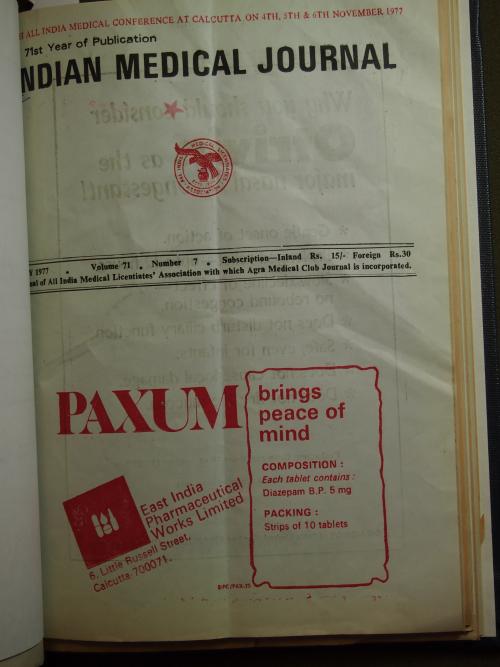 ALL INDIA MEDICAL CONFERENCE AT CALCUTTA ON 4TH, 5TH & 6TH NOVEMBER 1977
71st Year of Publication
NDIAN MEDICAL JOURNAL
Y 1977 Volume 71 Number 7 Subscription—Inland Rs. 15/- Foreign Rs.30
nal of All India Medical Licentiates' Association with which Agra Medical Club Journal is incorporated.
PAXUM
brings
peace of
mind
COMPOSITION :
Each tablet contains :
Diazepam B.P. 5 mg
PACKING :
Strips of 10 tablets
East India
Pharmaceutical
Works Limited
6, Little Russell Street,
Calcutta-700071.